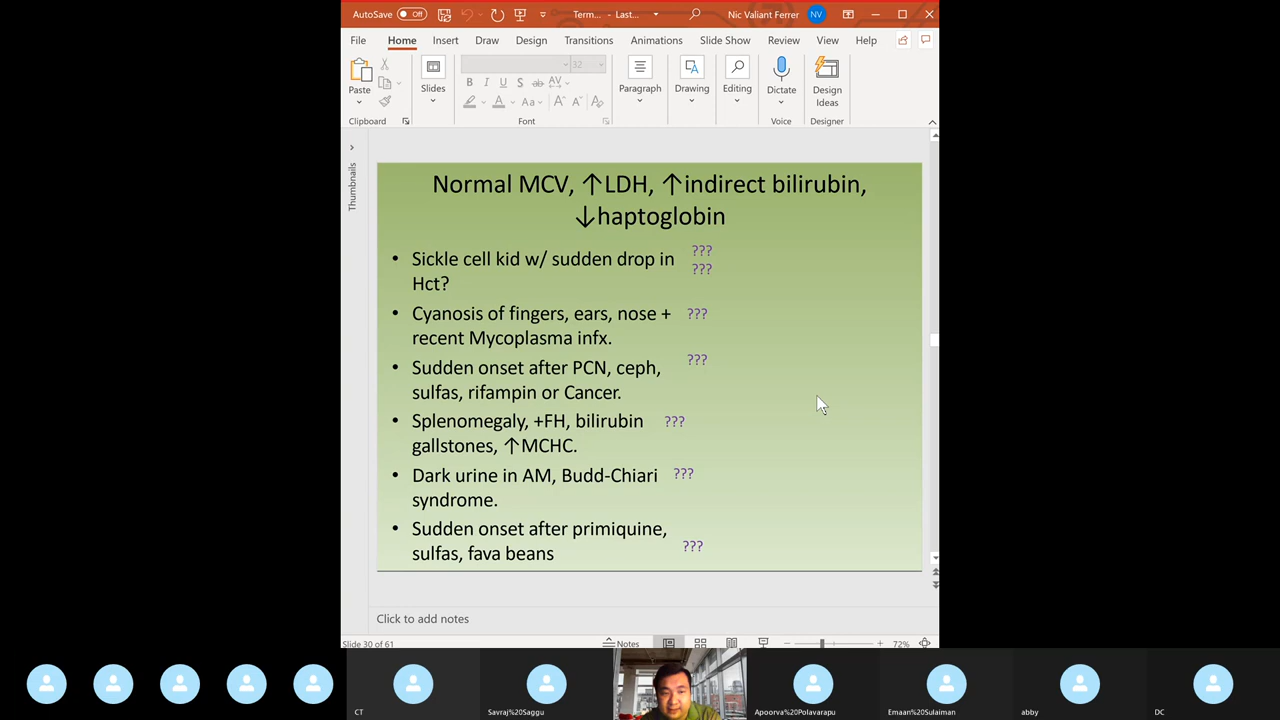 AutoSave Off Term... - Last... Nic Valiant Ferrer NV
File Home Insert Draw Design Transitions Animations Slide Show Review View Help
32
B I U S ab AV
A Aa A A
Paste Slides Paragraph Drawing Editing Dictate Design Ideas
Clipboard Font Voice Designer
Thumbnails
Normal MCV, ↑LDH, ↑indirect bilirubin,
↓haptoglobin
• Sickle cell kid w/ sudden drop in ???
Hct? ???
• Cyanosis of fingers, ears, nose + ???
recent Mycoplasma infx.
• Sudden onset after PCN, ceph, ???
sulfas, rifampin or Cancer.
• Splenomegaly, +FH, bilirubin ???
gallstones, ↑MCHC.
• Dark urine in AM, Budd-Chiari ???
syndrome.
• Sudden onset after primiquine,
sulfas, fava beans ???
Click to add notes
Slide 30 of 61 Notes 72%
CT Savraj%20Saggu Apoorva%20Polavarapu Emaan%20Sulaiman abby DC